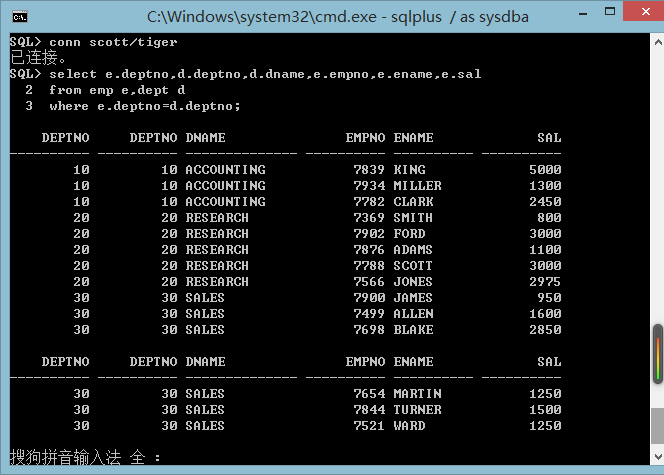 C:\Windows\system32\cmd.exe - sqlplus / as sysdba
SQL> conn scott/tiger
已连接。
SQL> select e.deptno,d.deptno,d.dname,e.empno,e.ename,e.sal
2 from emp e,dept d
3 where e.deptno=d.deptno;
DEPTNO DEPTNO DNAME EMPNO ENAME SAL
---------- ---------- -------------- ---------- ---------- ----------
10 10 ACCOUNTING 7839 KING 5000
10 10 ACCOUNTING 7934 MILLER 1300
10 10 ACCOUNTING 7782 CLARK 2450
20 20 RESEARCH 7369 SMITH 800
20 20 RESEARCH 7902 FORD 3000
20 20 RESEARCH 7876 ADAMS 1100
20 20 RESEARCH 7788 SCOTT 3000
20 20 RESEARCH 7566 JONES 2975
30 30 SALES 7900 JAMES 950
30 30 SALES 7499 ALLEN 1600
30 30 SALES 7698 BLAKE 2850
DEPTNO DEPTNO DNAME EMPNO ENAME SAL
---------- ---------- -------------- ---------- ---------- ----------
30 30 SALES 7654 MARTIN 1250
30 30 SALES 7844 TURNER 1500
30 30 SALES 7521 WARD 1250
搜狗拼音输入法 全 :